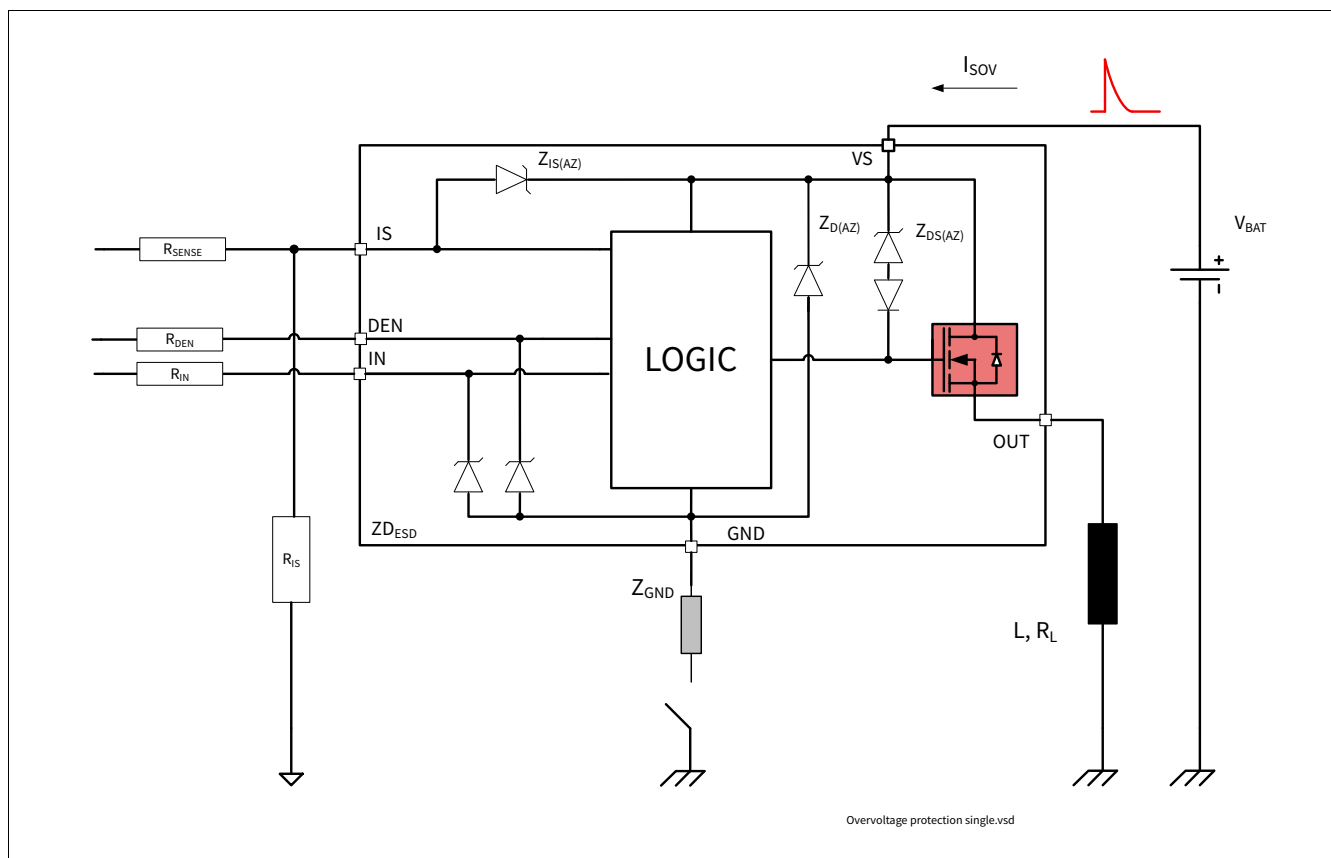 I_SOV
VS
Z_IS(AZ)
Z_D(AZ)
Z_DS(AZ)
V_BAT
+
IS
R_SENSE
DEN
R_DEN
IN
R_IN
LOGIC
OUT
ZD_ESD
GND
R_IS
Z_GND
L, R_L
Overvoltage protection single.vsd